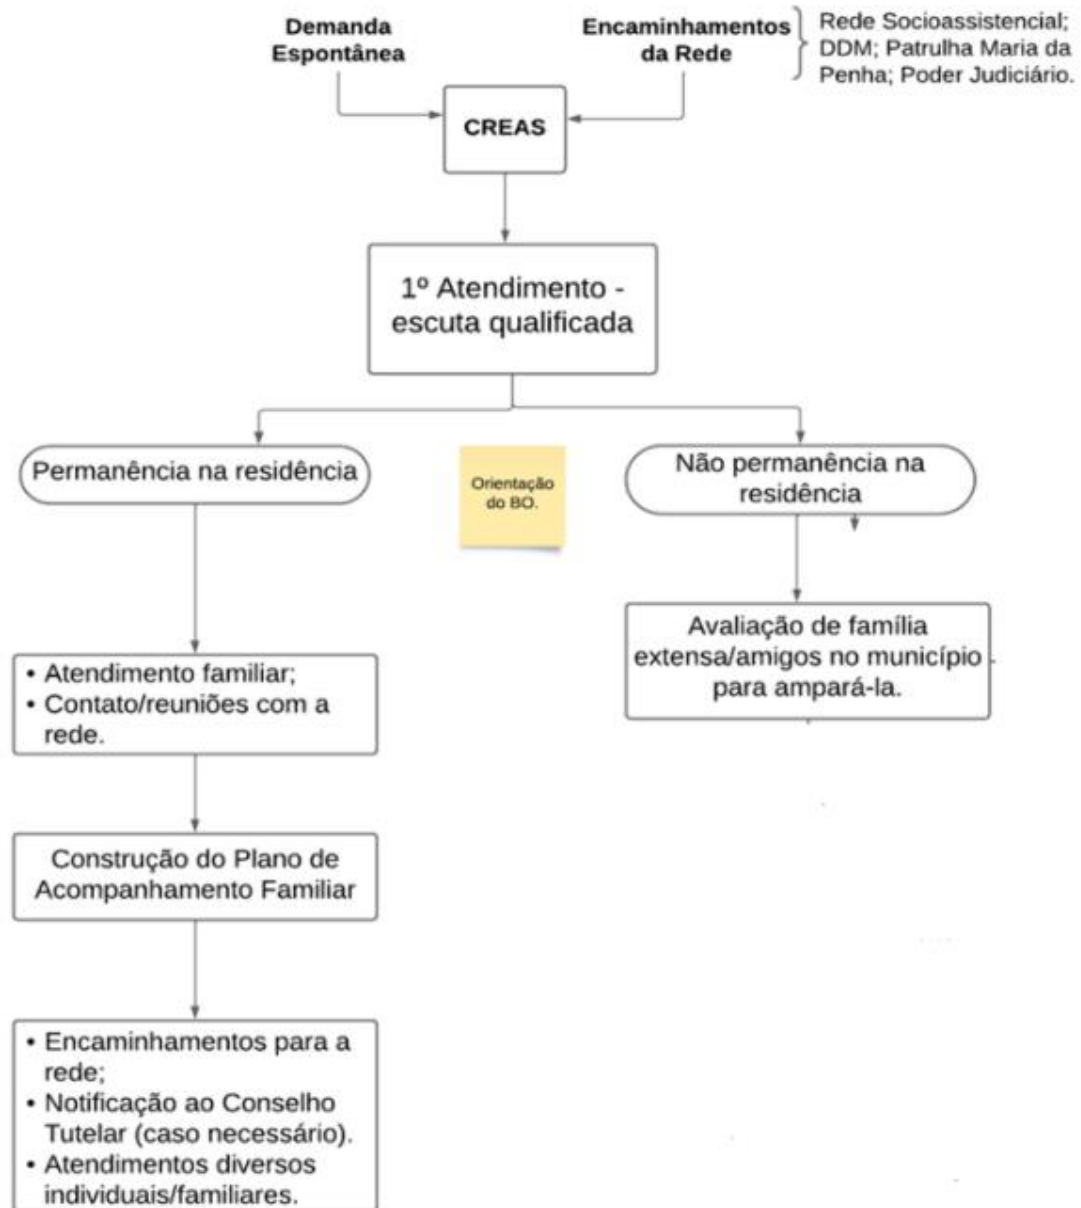 Demanda
Espontânea
Encaminhamentos
da Rede
Rede Socioassistencial;
DDM; Patrulha Maria da
Penha; Poder Judiciário.
CREAS
1º Atendimento -
escuta qualificada
Permanência na residência
Orientação
do BO.
Não permanência na
residência
Avaliação de família
extensa/amigos no município
para ampará-la.
• Atendimento familiar;
• Contato/reuniões com a
rede.
Construção do Plano de
Acompanhamento Familiar
• Encaminhamentos para a
rede;
• Notificação ao Conselho
Tutelar (caso necessário).
• Atendimentos diversos
individuais/familiares.